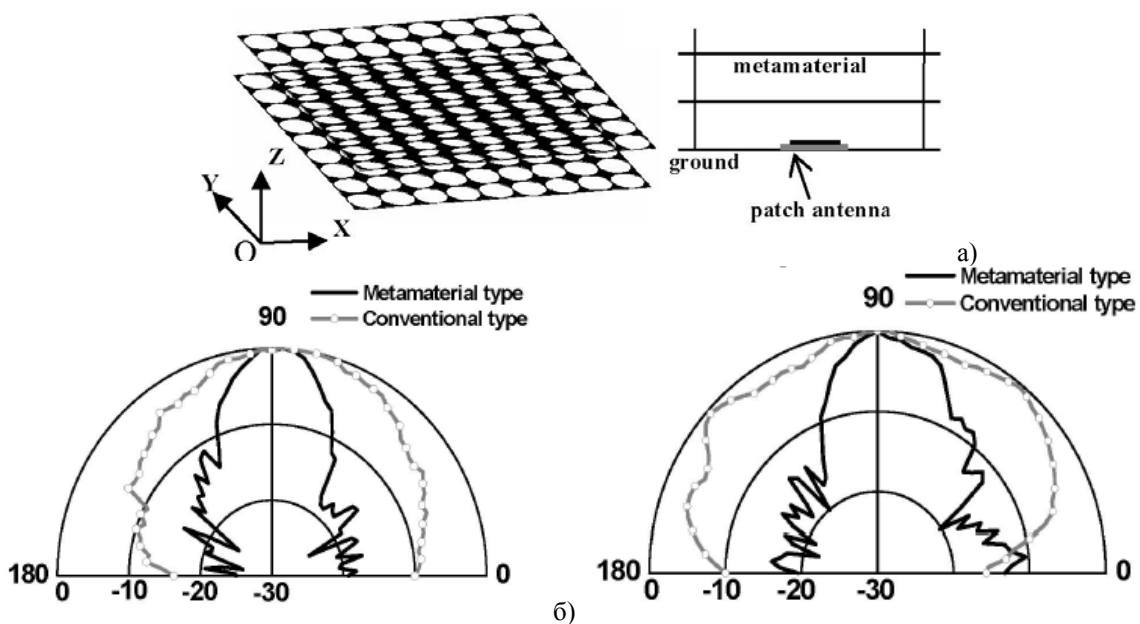 metamaterial
ground
patch antenna
Z
Y
X
O
а)
Metamaterial type
Conventional type
90
180
0
0 -10 -20 -30
Metamaterial type
Conventional type
90
180
0
0 -10 -20 -30
б)